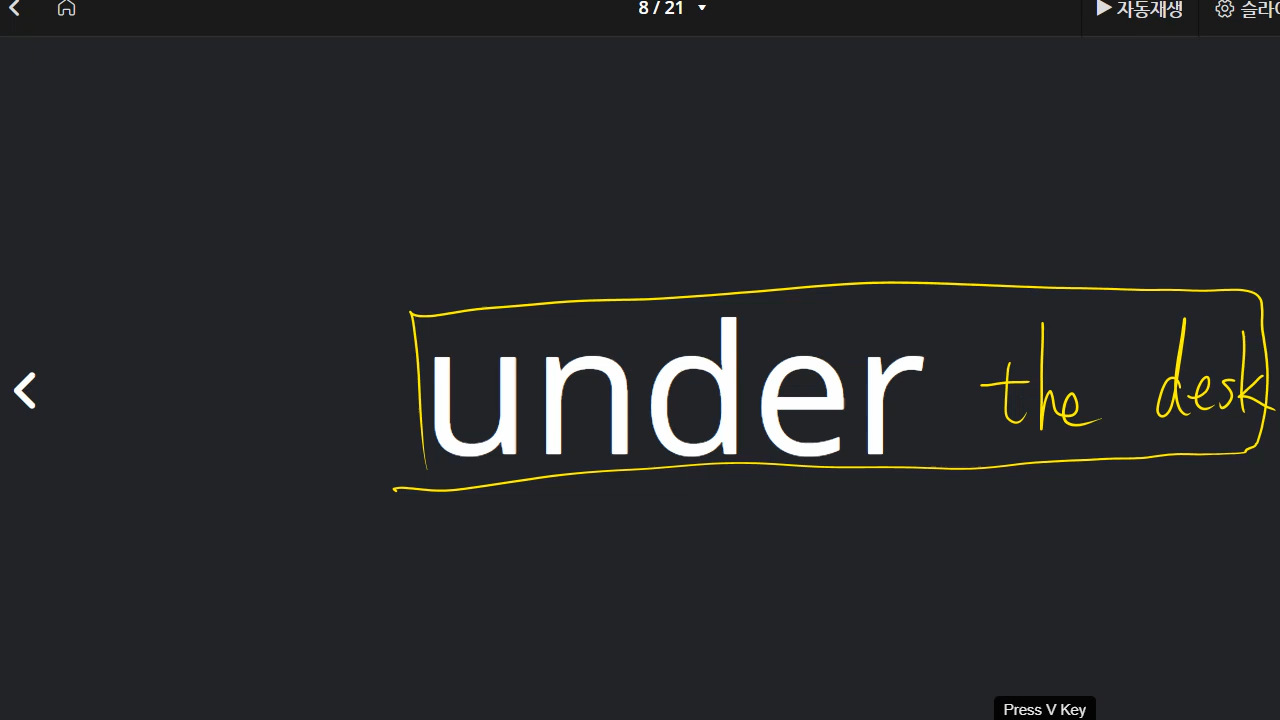 8 / 21
자동재생
under the desk
Press V Key